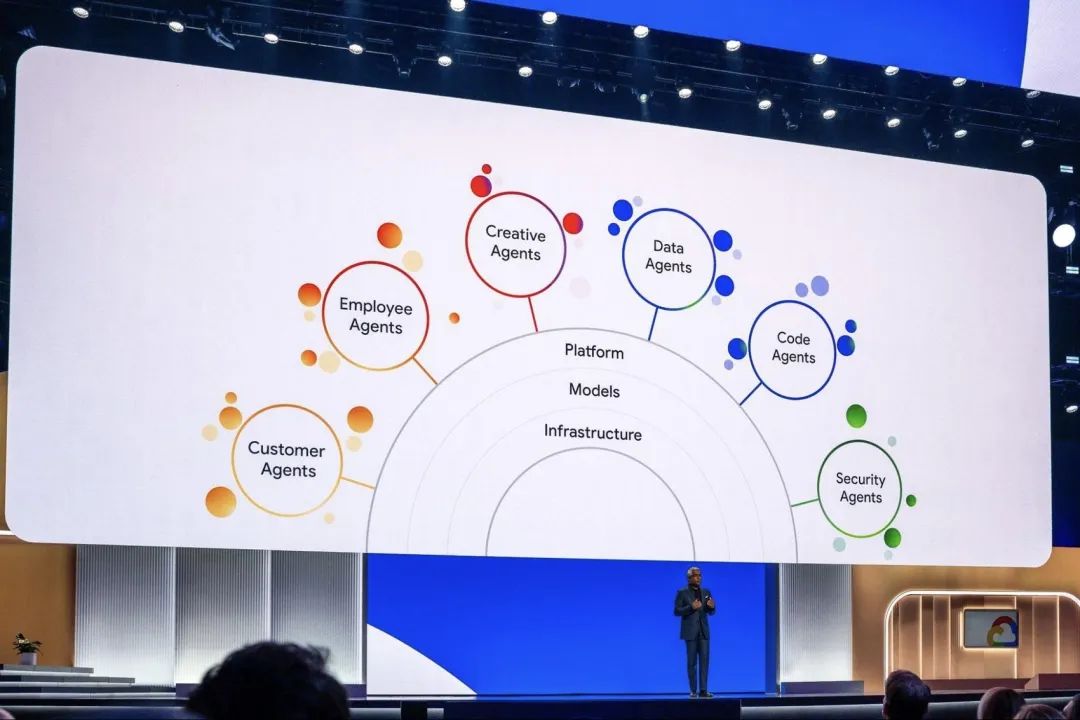 Creative
Agents
Data
Agents
Employee
Agents
Code
Agents
Customer
Agents
Security
Agents
Platform
Models
Infrastructure